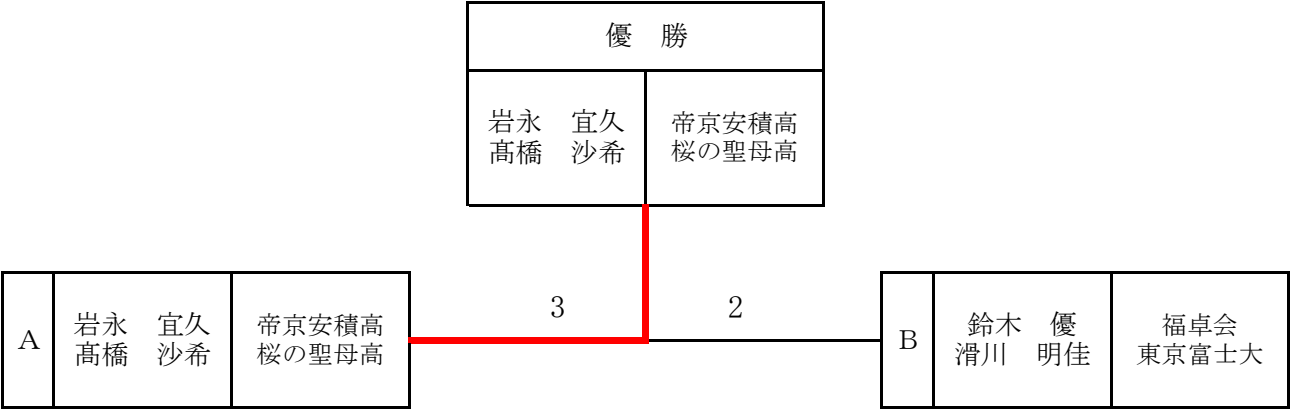 優　勝
岩永　宜久
髙橋　沙希
帝京安積高
桜の聖母高
3
2
A
岩永　宜久
髙橋　沙希
帝京安積高
桜の聖母高
B
鈴木　優
滑川　明佳
福卓会
東京富士大